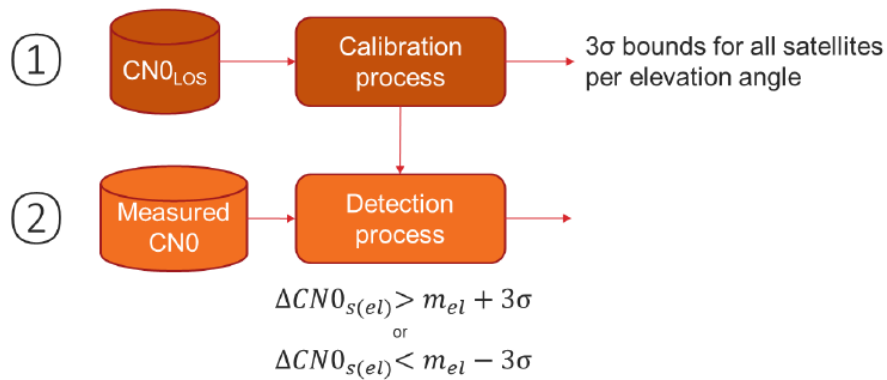 ①
CN0LOS
Calibration
process
3σ bounds for all satellites
per elevation angle
②
Measured
CN0
Detection
process
ΔCN0s(el)> mel + 3σ
or
ΔCN0s(el)< mel − 3σ